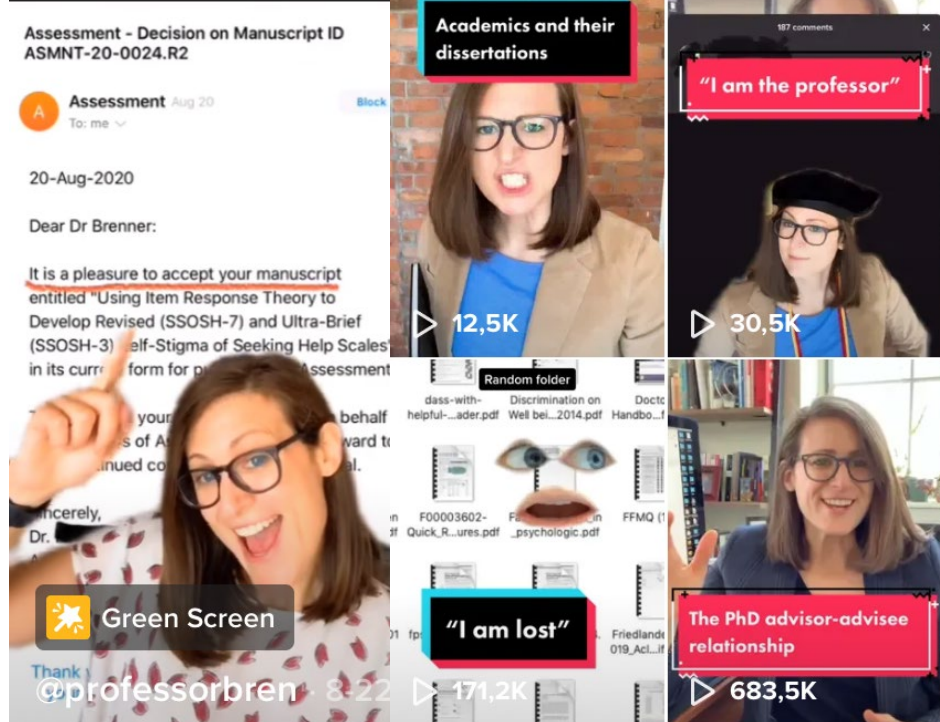 Assessment - Decision on Manuscript ID
ASMNT-20-0024.R2
A
Assessment Aug 20
Block
To: me
20-Aug-2020
Dear Dr Brenner:
It is a pleasure to accept your manuscript
entitled "Using Item Response Theory to
Develop Revised (SSOSH-7) and Ultra-Brief
(SSOSH-3) elf-Stigma of Seeking Help Scales"
in its form for Assessment
your behalf
of ward to
inued
Sincerely,
Dr.
Green Screen
Thank
@professorbren · 8-22
Academics and their
dissertations
12,5K
187 comments
"I am the professor"
30,5K
Random folder
dass-with-
helpful-...ader.pdf
Discrimination on
Well bei...2014.pdf
Docto
Handbo...f
F00003602-
Quick_R...ures.pdf
_in
_psychologic.pdf
FFMQ (1
"I am lost"
Friedlande
019_Acl...if
171,2K
The PhD advisor-advisee
relationship
683,5K